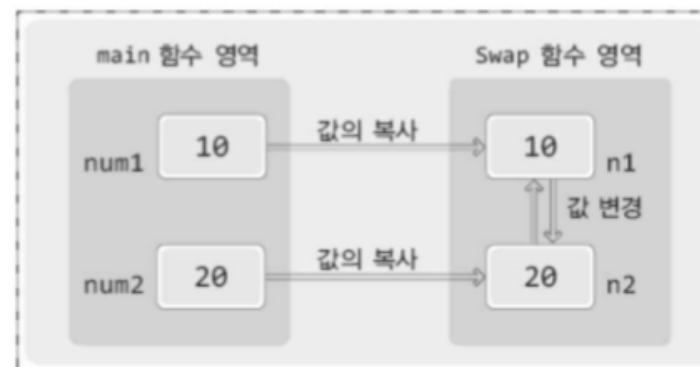 main 함수 영역
Swap 함수 영역
num1
10
값의 복사
10
n1
값 변경
num2
20
값의 복사
20
n2